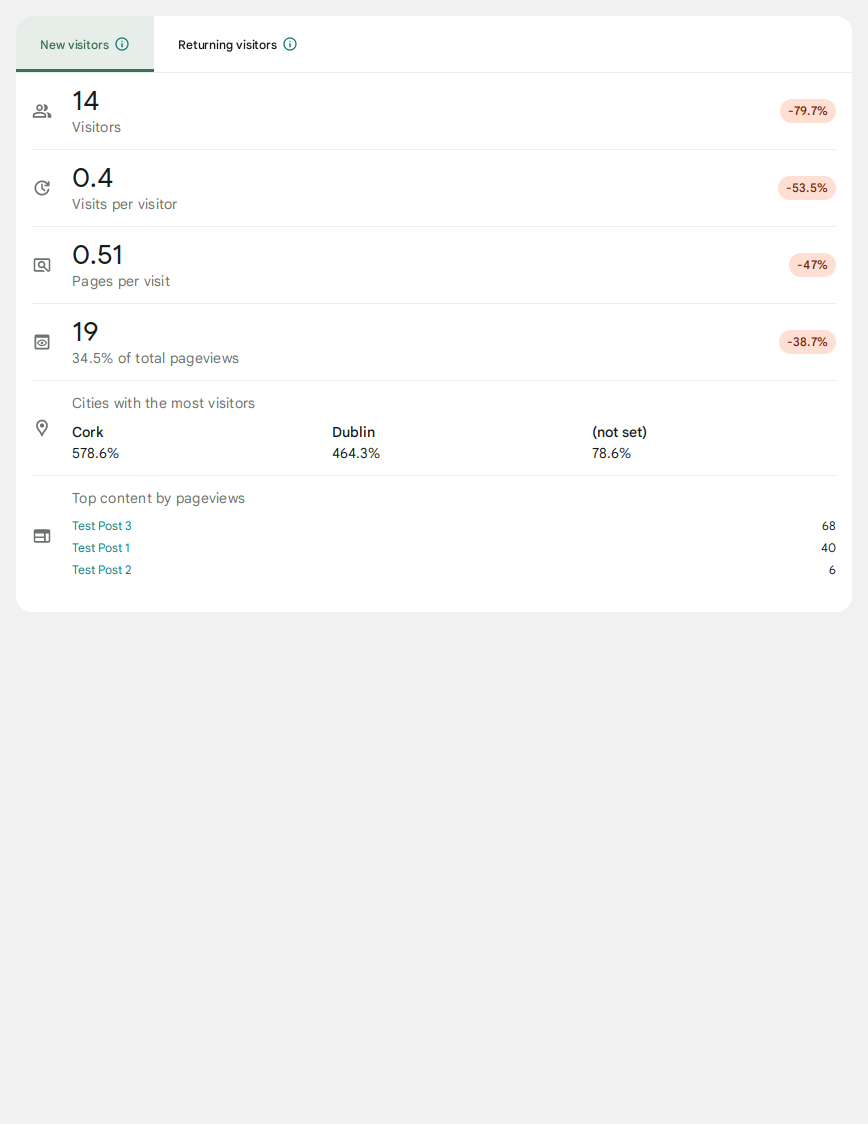 New visitors Returning visitors
14
Visitors
-79.7%
0.4
Visits per visitor
-53.5%
0.51
Pages per visit
-47%
19
34.5% of total pageviews
-38.7%
Cities with the most visitors
Cork Dublin (not set)
578.6% 464.3% 78.6%
Top content by pageviews
Test Post 3 68
Test Post 1 40
Test Post 2 6